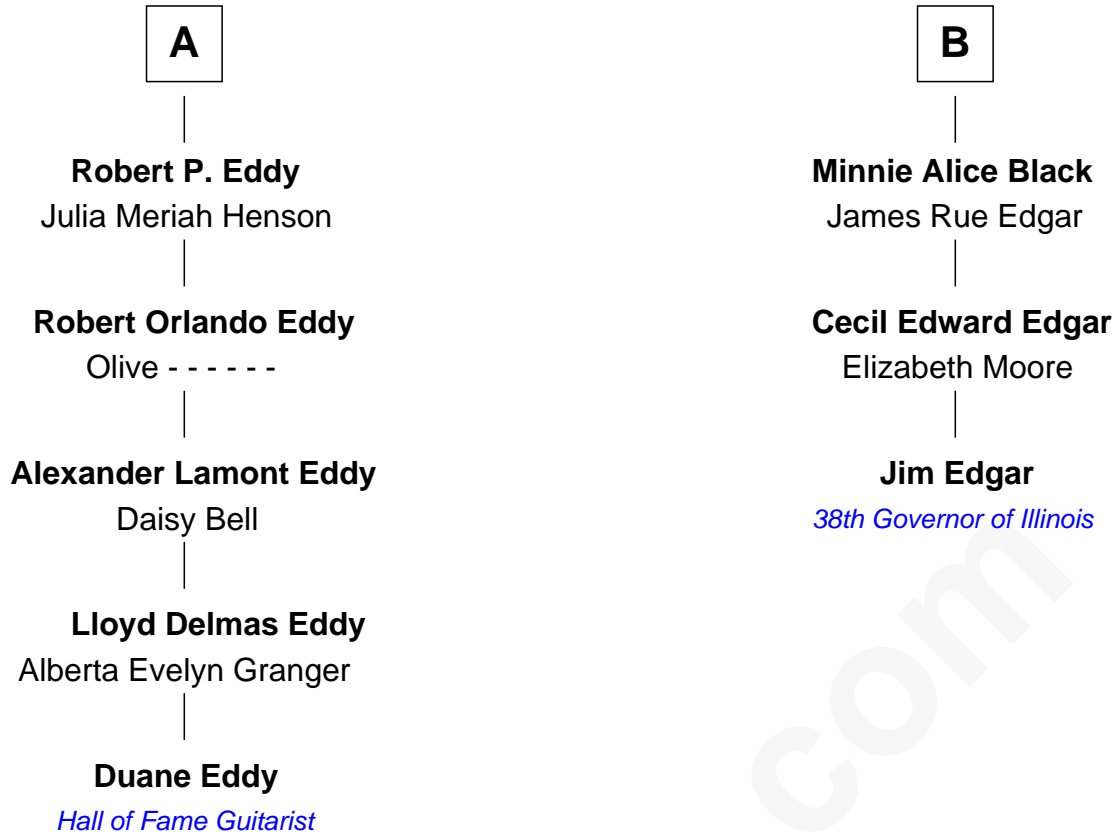 A
Robert P. Eddy
Julia Meriah Henson
Robert Orlando Eddy
Olive - - - - - -
Alexander Lamont Eddy
Daisy Bell
Lloyd Delmas Eddy
Alberta Evelyn Granger
Duane Eddy
Hall of Fame Guitarist
B
Minnie Alice Black
James Rue Edgar
Cecil Edward Edgar
Elizabeth Moore
Jim Edgar
38th Governor of Illinois
com